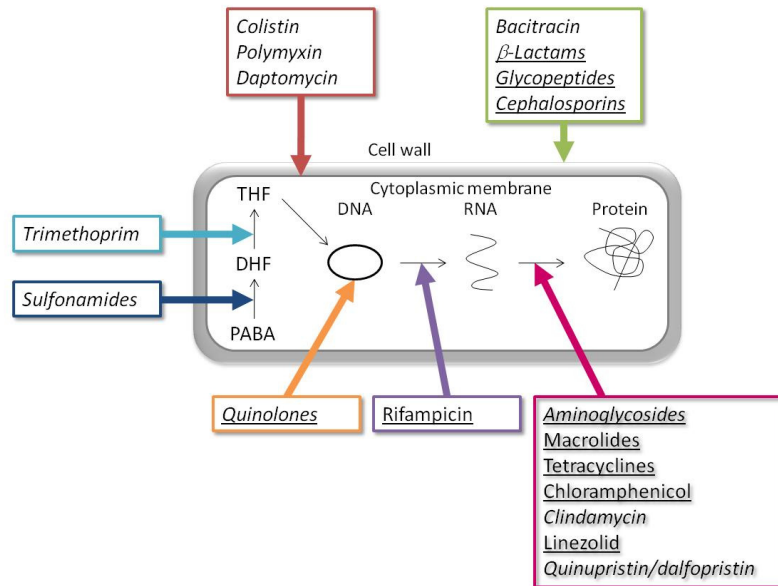 Colistin
Polymyxin
Daptomycin
Bacitracin
β-Lactams
Glycopeptides
Cephalosporins
Cell wall
Cytoplasmic membrane
THF
DNA
RNA
Protein
Trimethoprim
DHF
Sulfonamides
PABA
Quinolones
Rifampicin
Aminoglycosides
Macrolides
Tetracyclines
Chloramphenicol
Clindamycin
Linezolid
Quinupristin/dalfopristin